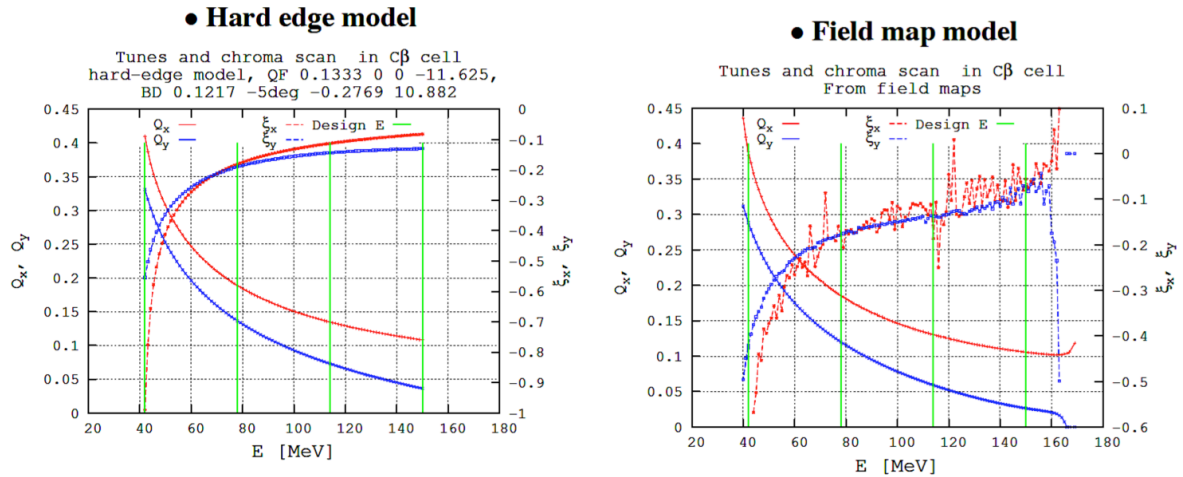 • Hard edge model
Tunes and chroma scan in Cβ cell
hard-edge model, QF 0.1333 0 0 -11.625,
BD 0.1217 -5deg -0.2769 10.882
Qx
Qy
ξx
ξy
Design E
0.45
0.4
0.35
0.3
0.25
0.2
0.15
0.1
0.05
0
Qx, Qy
0
-0.1
-0.2
-0.3
-0.4
-0.5
-0.6
-0.7
-0.8
-0.9
-1
ξx, ξy
20 40 60 80 100 120 140 160 180
E [MeV]
• Field map model
Tunes and chroma scan in Cβ cell
From field maps
Qx
Qy
ξx
ξy
Design E
0.45
0.4
0.35
0.3
0.25
0.2
0.15
0.1
0.05
0
Qx, Qy
0.1
0
-0.1
-0.2
-0.3
-0.4
-0.5
-0.6
ξx, ξy
20 40 60 80 100 120 140 160 180
E [MeV]